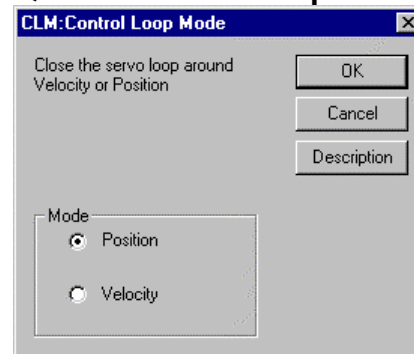 CLM:Control Loop Mode
Close the servo loop around
Velocity or Position
OK
Cancel
Description
Mode
Position
Velocity